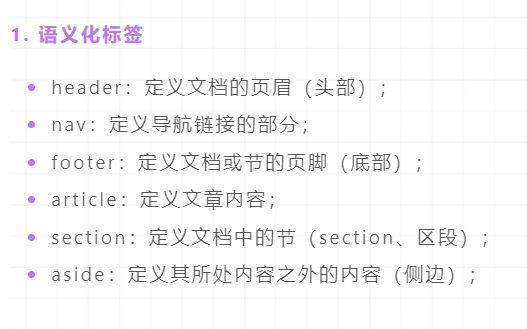 1. 语义化标签
header：定义文档的页眉（头部）；
nav：定义导航链接的部分；
footer：定义文档或节的页脚（底部）；
article：定义文章内容；
section：定义文档中的节（section、区段）；
aside：定义其所处内容之外的内容（侧边）；